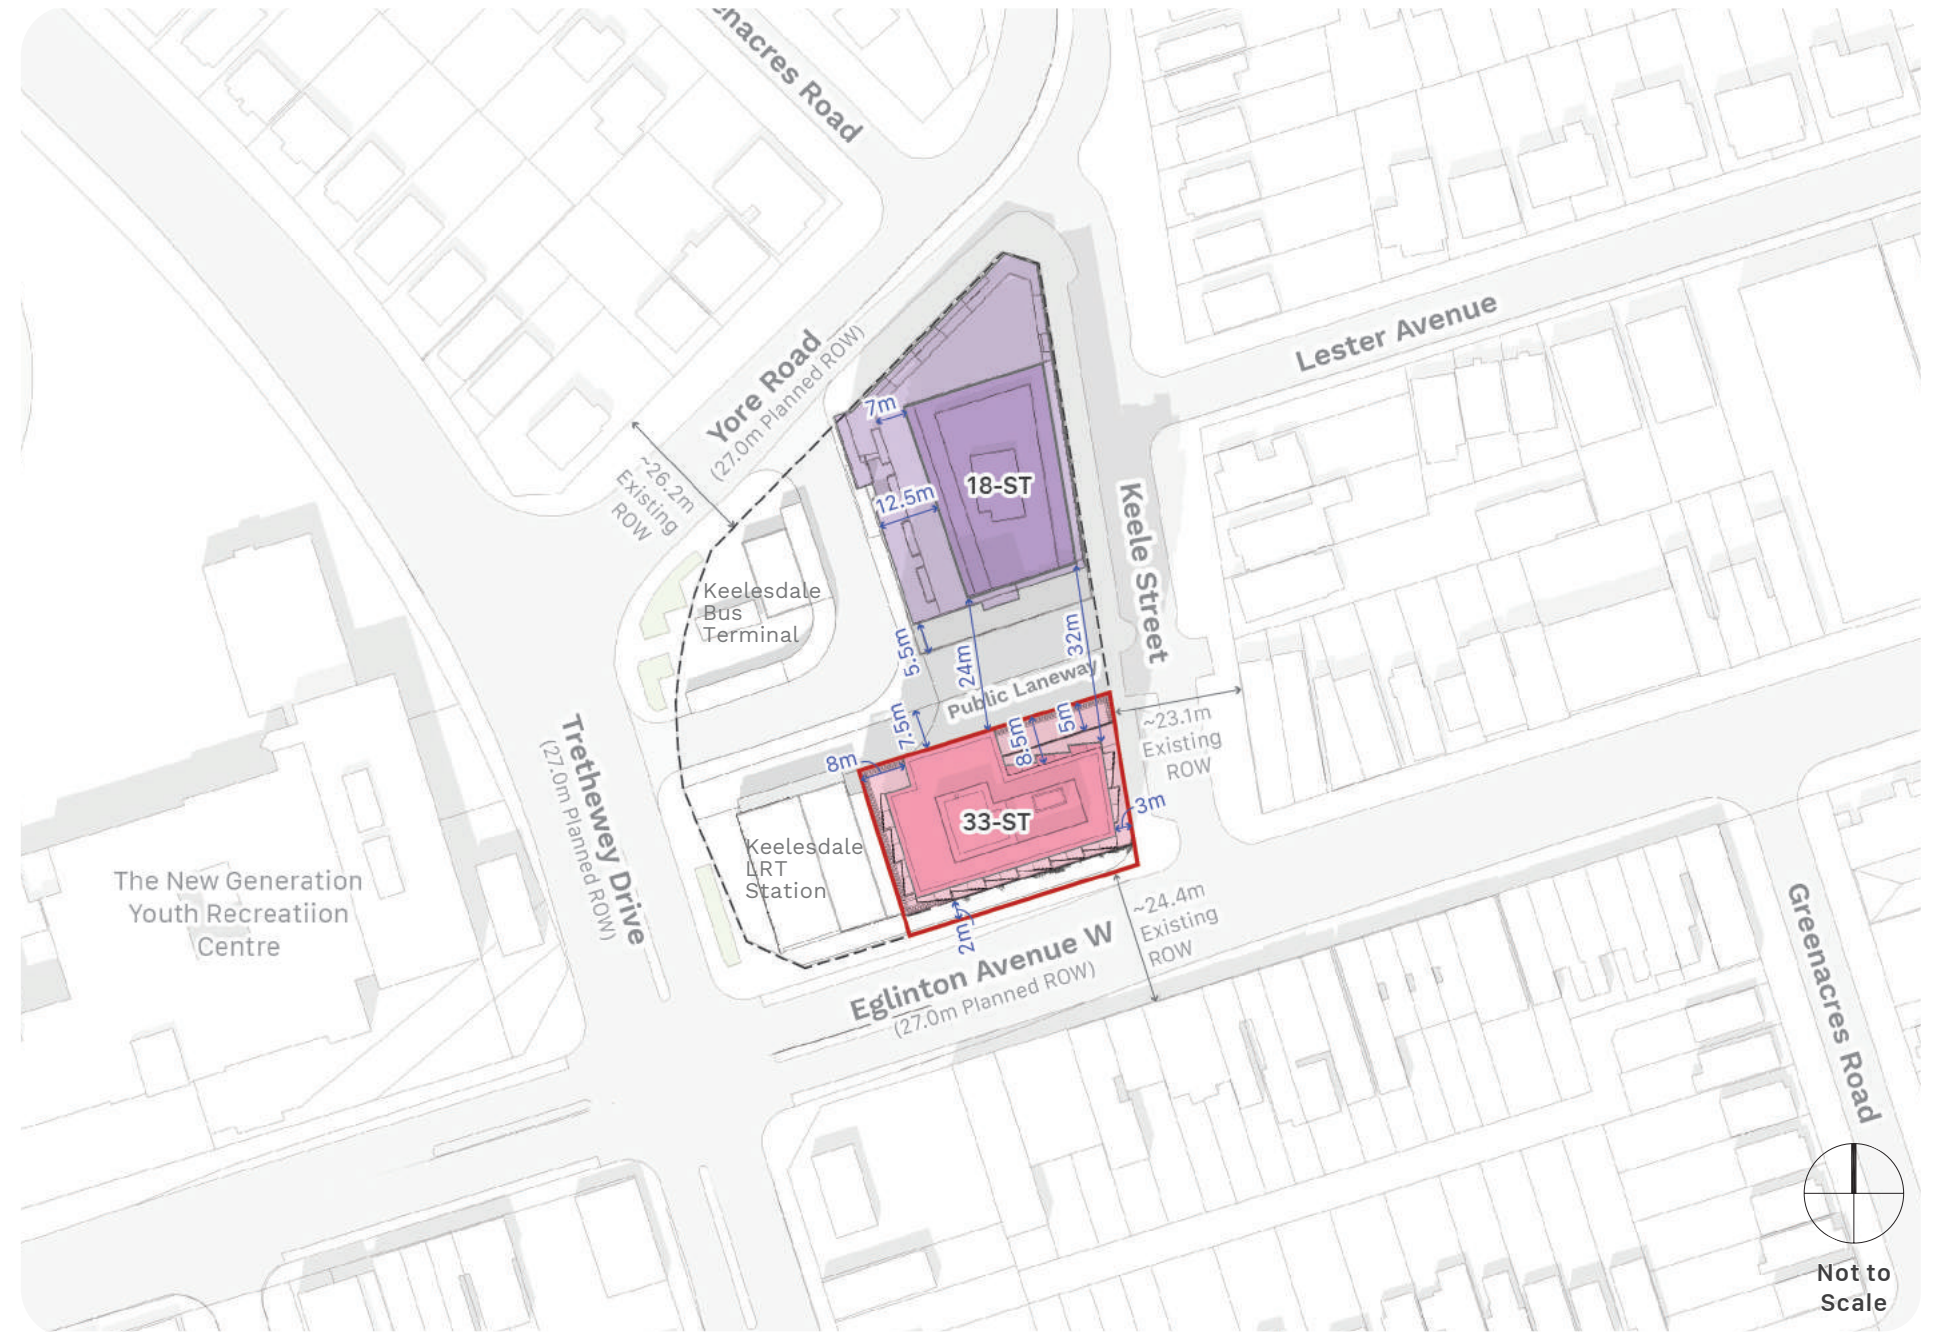 enacres Road
Lester Avenue
Yore Road
(27.0m Planned ROW)
7m
~26.2m
Existing
ROW
12.5m
18-ST
Keele Street
Keelesdale
Bus
Terminal
5.5m
24m
32m
Public Laneway
7.5m
8.5m
5m
~23.1m
Existing
ROW
8m
3m
33-ST
Trethewey Drive
(27.0m Planned ROW)
Keelesdale
LRT
Station
The New Generation
Youth Recreatiion
Centre
2m
~24.4m
Existing
ROW
Eglinton Avenue W
(27.0m Planned ROW)
Greenacres Road
Not to
Scale